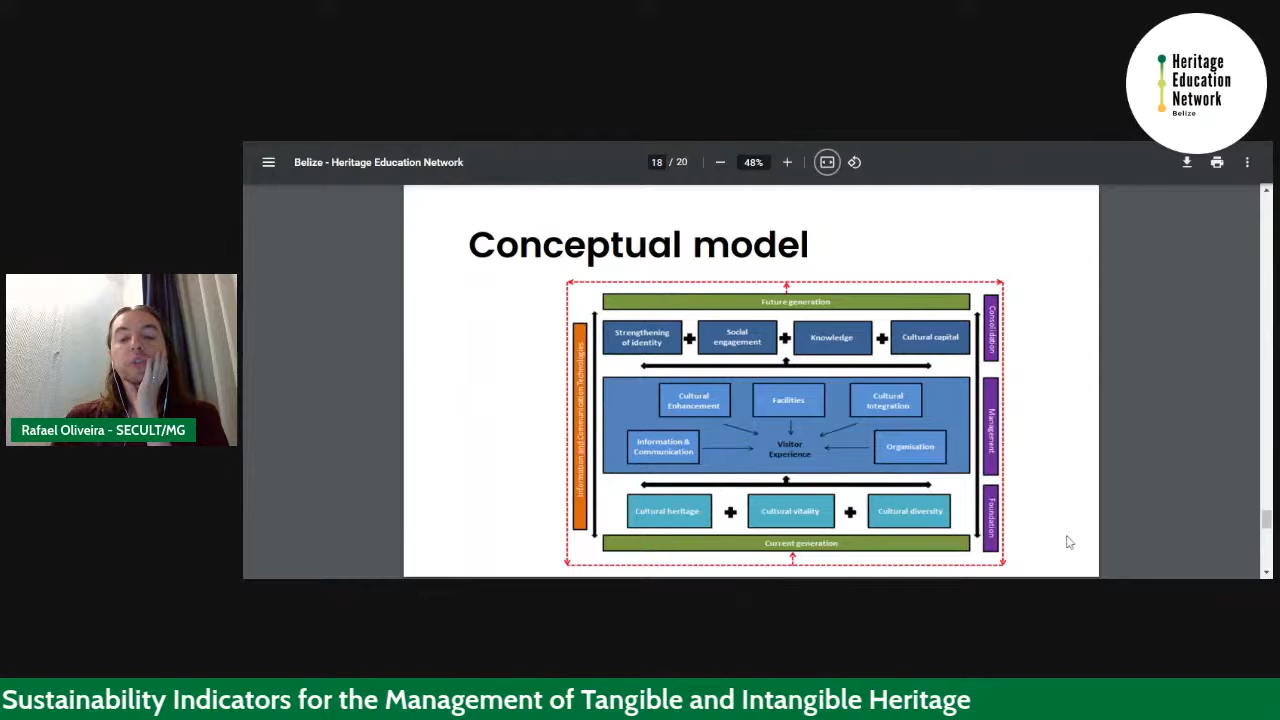 Heritage
Education
Network
Belize
Belize - Heritage Education Network
18 / 20
48%
Conceptual model
Future generation
Consolidation
Strengthening
of identity
Social
engagement
Knowledge
Cultural capital
Information and Communication Technologies
Cultural
Enhancement
Facilities
Cultural
Integration
Management
Information &
Communication
Visitor
Experience
Organisation
Cultural heritage
Cultural vitality
Cultural diversity
Foundation
Current generation
Rafael Oliveira - SECULT/MG
Sustainability Indicators for the Management of Tangible and Intangible Heritage